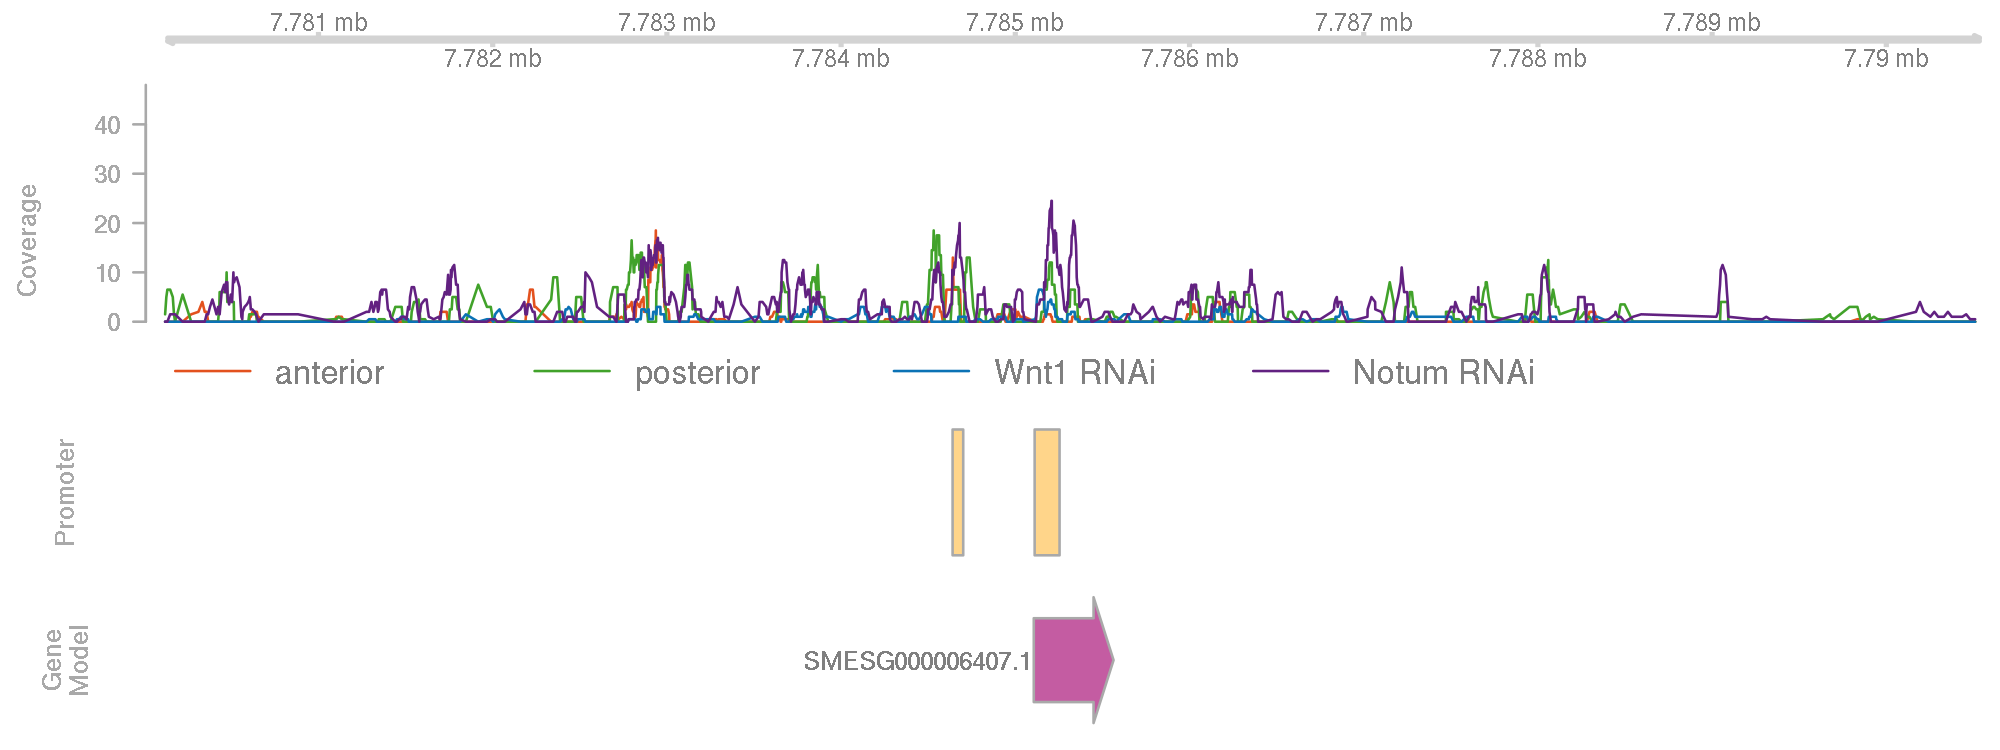 7.781 mb 7.783 mb 7.785 mb 7.787 mb 7.789 mb
7.782 mb 7.784 mb 7.786 mb 7.788 mb 7.79 mb
Coverage
40
30
20
10
0
anterior posterior Wnt1 RNAi Notum RNAi
Promoter
Gene
Model
SMESG000006407.1